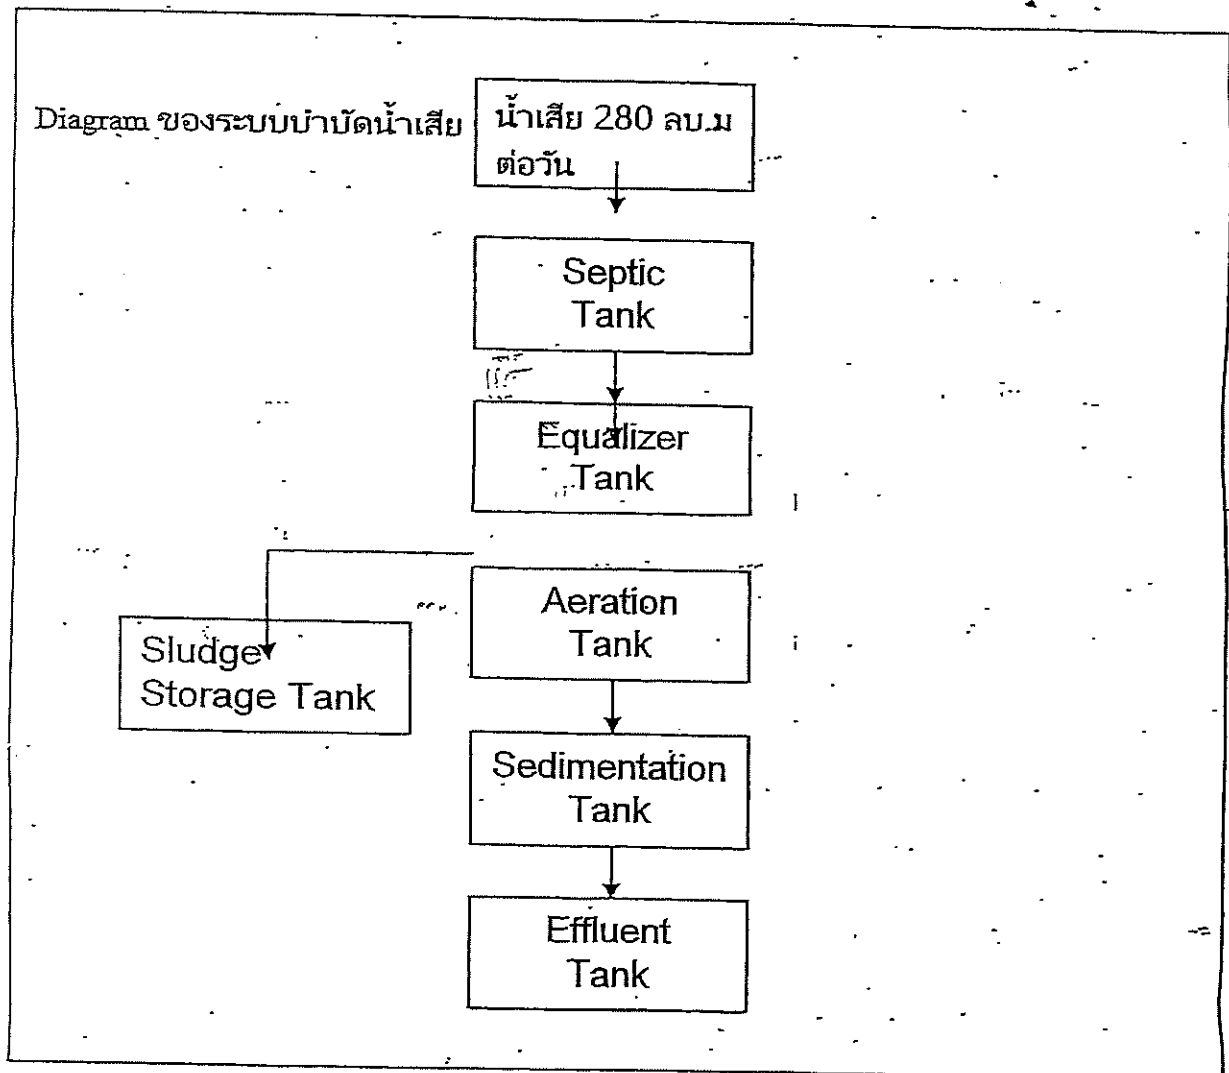 Diagram ของระบบบำบัดน้ำเสีย
น้ำเสีย 280 ลบ.ม
ต่อวัน
Septic
Tank
Equalizer
Tank
Aeration
Tank
Sludge
Storage Tank
Sedimentation
Tank
Effluent
Tank